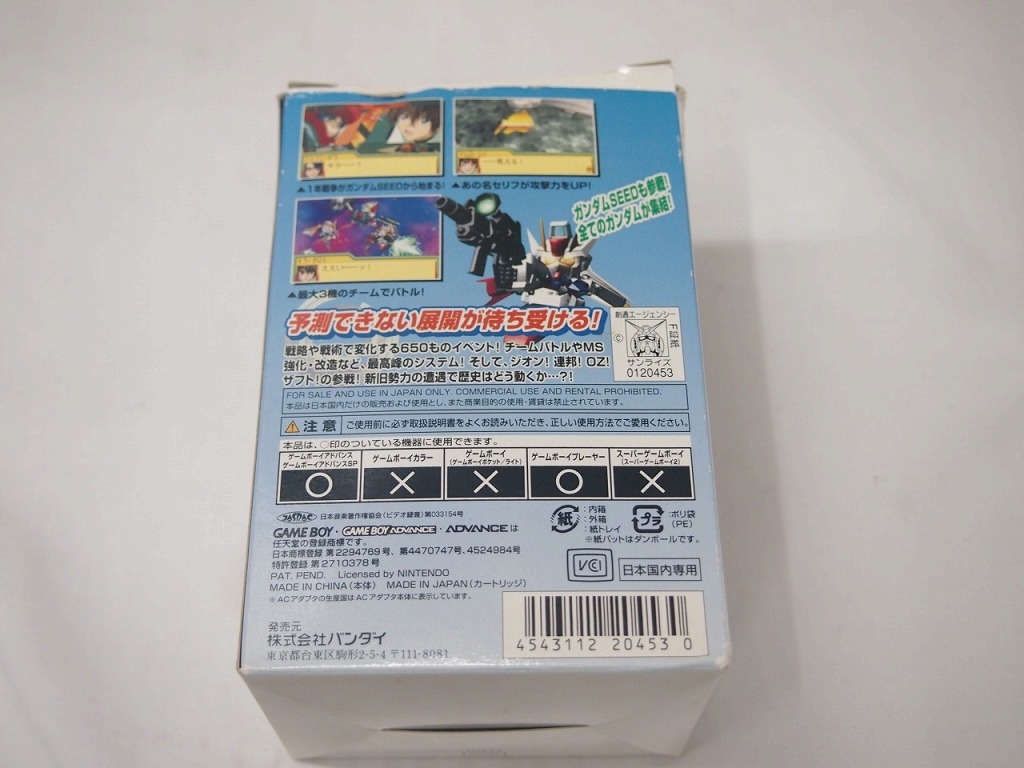 ▲1年戦争がガンダムSEEDから始まる!
▲あの名セリフが攻撃力をUP!
▲最大3機のチームでバトル!
ガンダムSEEDも参戦!
全てのガンダムが集結!
予測できない展開が待ち受ける!
戦略や戦術で変化する650ものイベント! チームバトルやMS
強化・改造など、最高峰のシステム! そして、ジオン! 連邦! OZ!
ザフト!の参戦! 新旧勢力の遭遇で歴史はどう動くか…?!
創通エージェンシー
©
F証紙
サンライズ
0120453
FOR SALE AND USE IN JAPAN ONLY. COMMERCIAL USE AND RENTAL PROHIBITED.
本品は日本国内だけの販売および使用とし、また商業目的の使用・賃貸は禁止されています。
注意 ご使用前に必ず取扱説明書をよくお読みいただき、正しい使用方法でご愛用ください。
本品は、○印のついている機器に使用できます。
ゲームボーイアドバンス
ゲームボーイアドバンスSP
ゲームボーイカラー
ゲームボーイ
(ゲームボーイポケット/ライト)
ゲームボーイプレーヤー
スーパーゲームボーイ
(スーパーゲームボーイ2)
○ × × ○ ×
日本音楽著作権協会(ビデオ録音)第033154号
GAME BOY・GAME BOY ADVANCE・ADVANCEは
任天堂の登録商標です。
日本商標登録 第2294769号、第4470747号、4524984号
特許登録 第2710378号
PAT. PEND. Licensed by NINTENDO
MADE IN CHINA(本体) MADE IN JAPAN(カートリッジ)
※ACアダプタの生産国はACアダプタ本体に表示しています。
紙
:内箱
:外箱
:紙トレイ
プラ
:ポリ袋
(PE)
※紙パットはダンボールです。
VCI
日本国内専用
発売元
株式会社バンダイ
東京都台東区駒形2-5-4 〒111-8081
4543112 20453 0